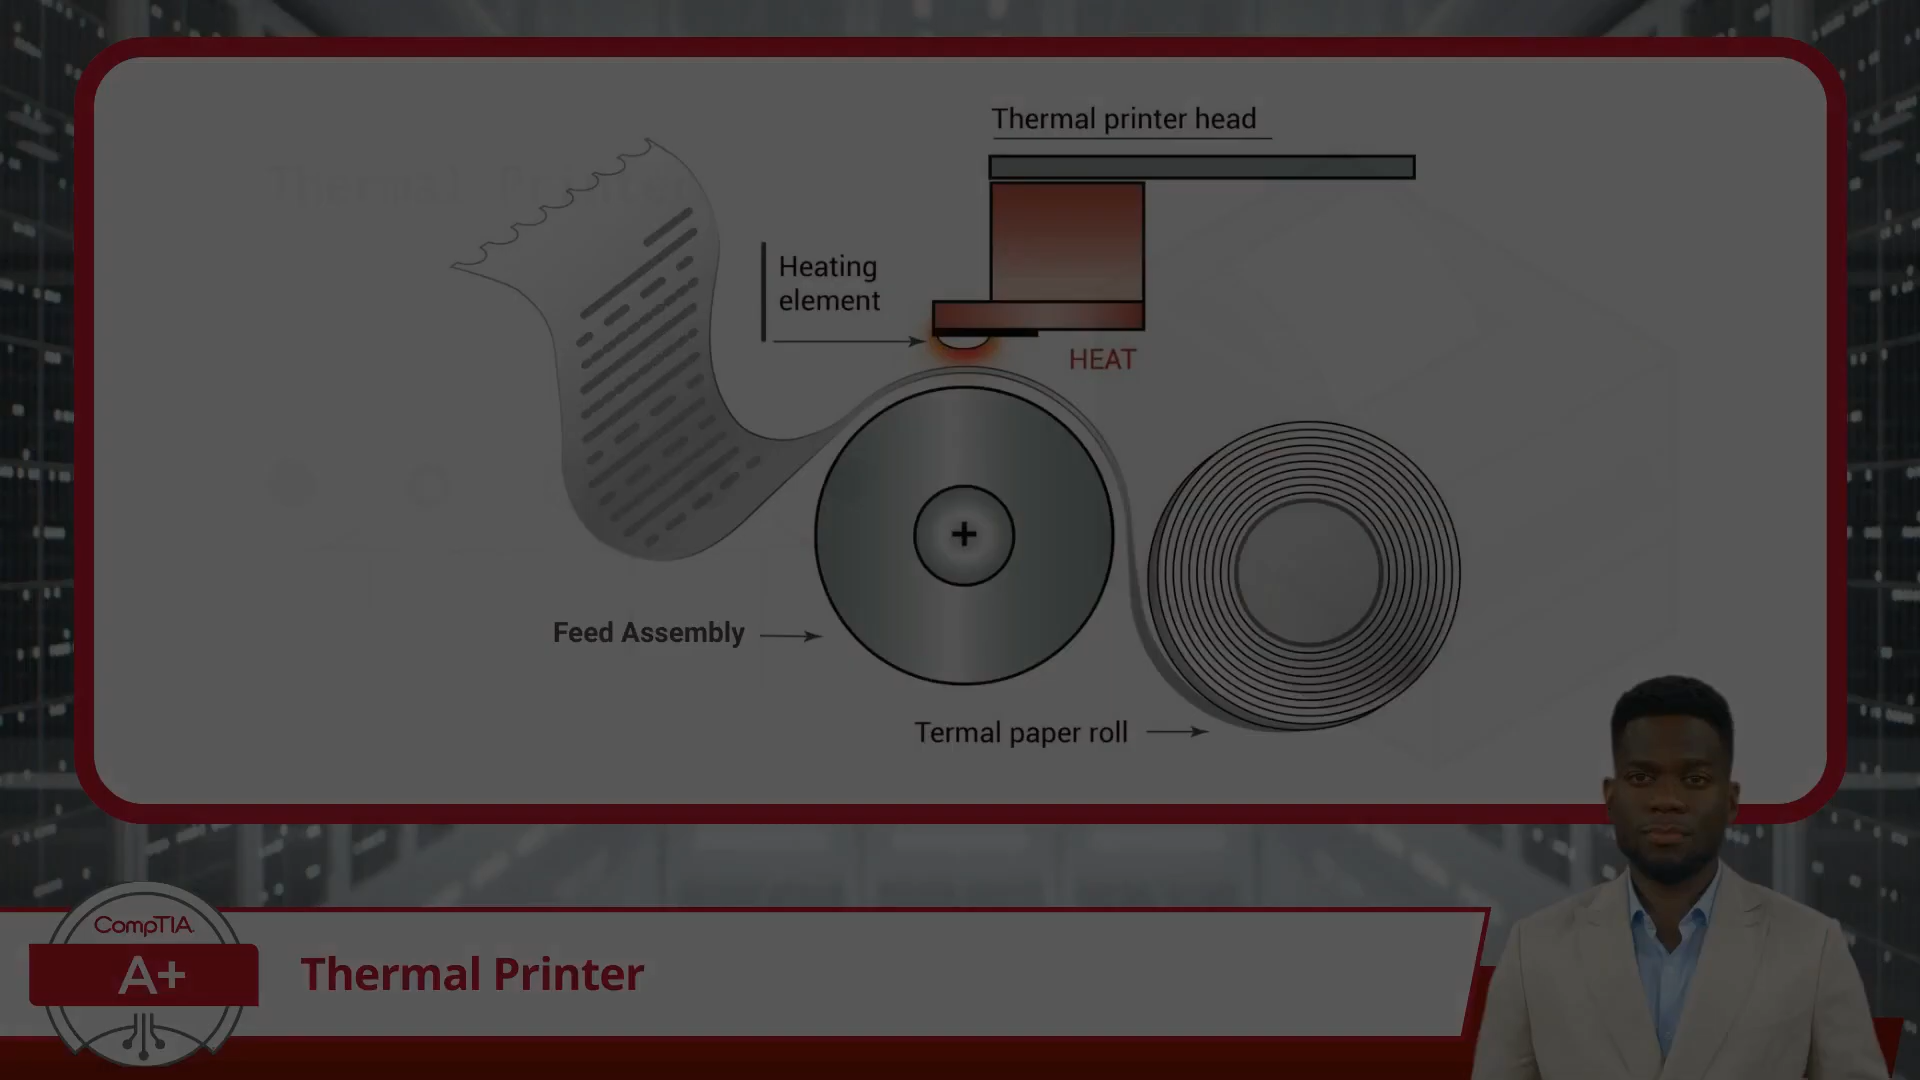 Thermal printer head
Heating
element
HEAT
Feed Assembly
Termal paper roll
CompTIA
A+
Thermal Printer